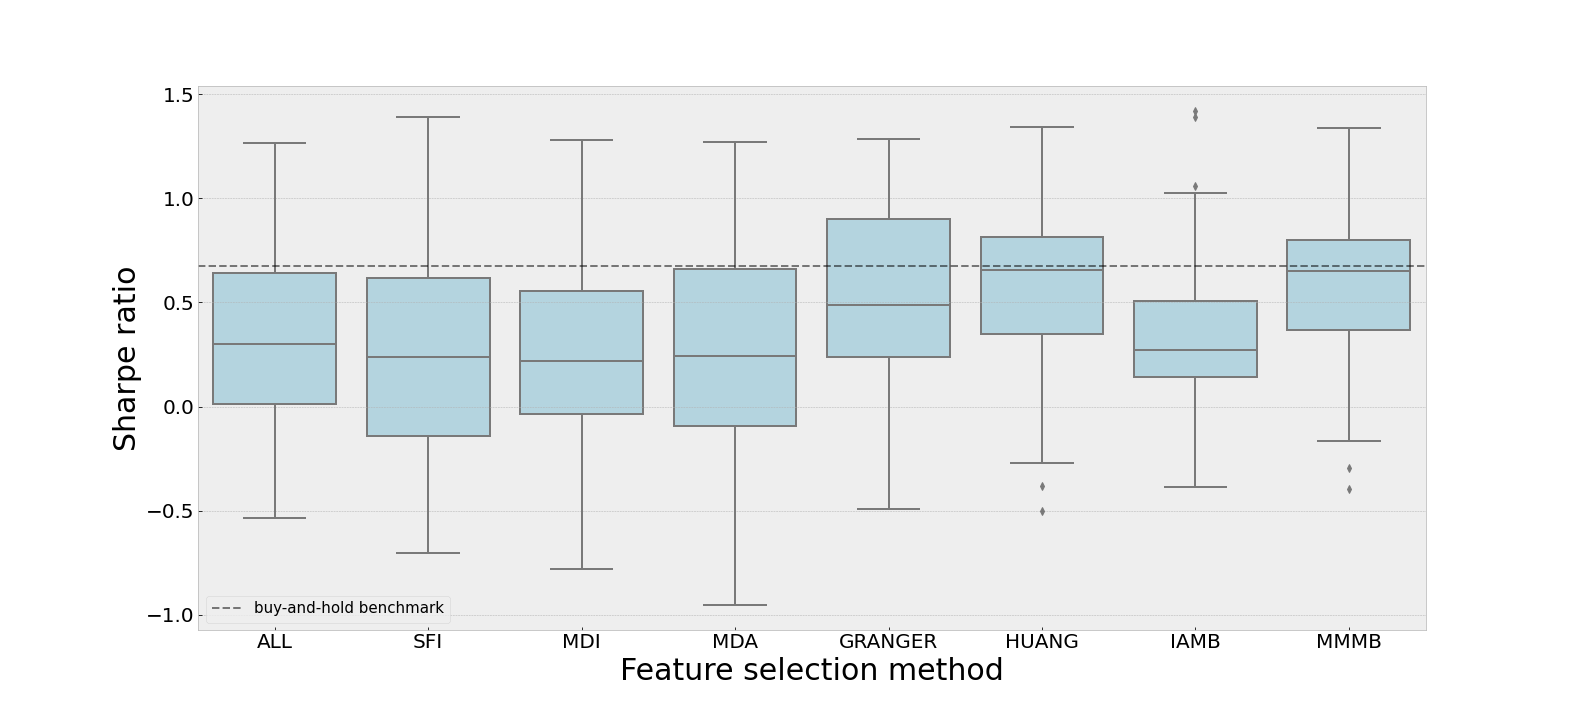 1.5
1.0
0.5
0.0
−0.5
−1.0
Sharpe ratio
buy-and-hold benchmark
ALL SFI MDI MDA GRANGER HUANG IAMB MMMB
Feature selection method